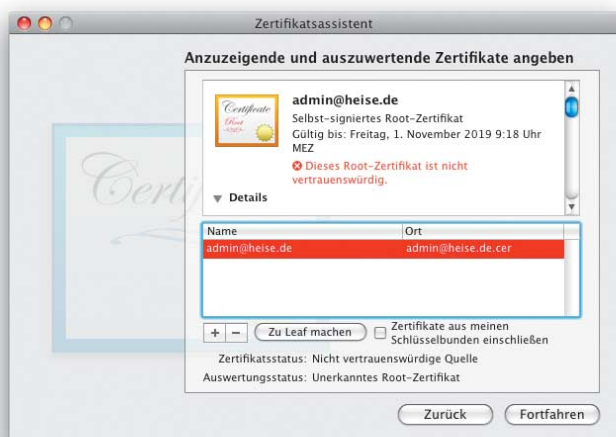 Zertifikatsassistent
Anzuzeigende und auszuwertende Zertifikate angeben
Certificate
Root
admin@heise.de
Selbst-signiertes Root-Zertifikat
Gültig bis: Freitag, 1. November 2019 9:18 Uhr
MEZ
Dieses Root-Zertifikat ist nicht
vertrauenswürdig.
Details
Certi
Name Ort
admin@heise.de admin@heise.de.cer
+ − Zu Leaf machen Zertifikate aus meinen
Schlüsselbunden einschließen
Zertifikatsstatus: Nicht vertrauenswürdige Quelle
Auswertungsstatus: Unerkanntes Root-Zertifikat
Zurück Fortfahren